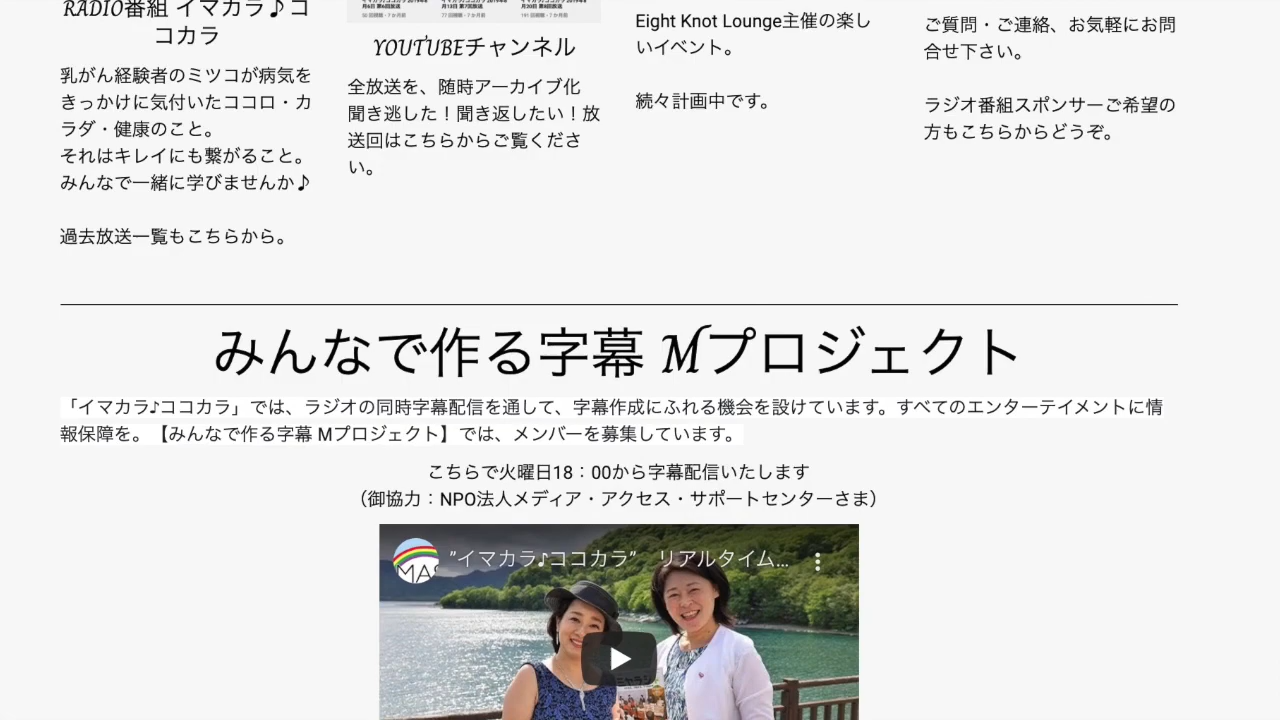 RADIO番組 イマカラ♪コ
コカラ
乳がん経験者のミツコが病気を
きっかけに気付いたココロ・カ
ラダ・健康のこと。
それはキレイにも繋がること。
みんなで一緒に学びませんか♪
過去放送一覧もこちらから。
YOUTUBEチャンネル
全放送を、随時アーカイブ化
聞き逃した！聞き返したい！放
送回はこちらからご覧くださ
い。
Eight Knot Lounge主催の楽し
いイベント。
続々計画中です。
ご質問・ご連絡、お気軽にお問
合せ下さい。
ラジオ番組スポンサーご希望の
方もこちらからどうぞ。
みんなで作る字幕 Mプロジェクト
「イマカラ♪ココカラ」では、ラジオの同時字幕配信を通して、字幕作成にふれる機会を設けています。すべてのエンターテイメントに情
報保障を。【みんなで作る字幕 Mプロジェクト】では、メンバーを募集しています。
こちらで火曜日18：00から字幕配信いたします
（御協力：NPO法人メディア・アクセス・サポートセンターさま）
”イマカラ♪ココカラ”　リアルタイム...